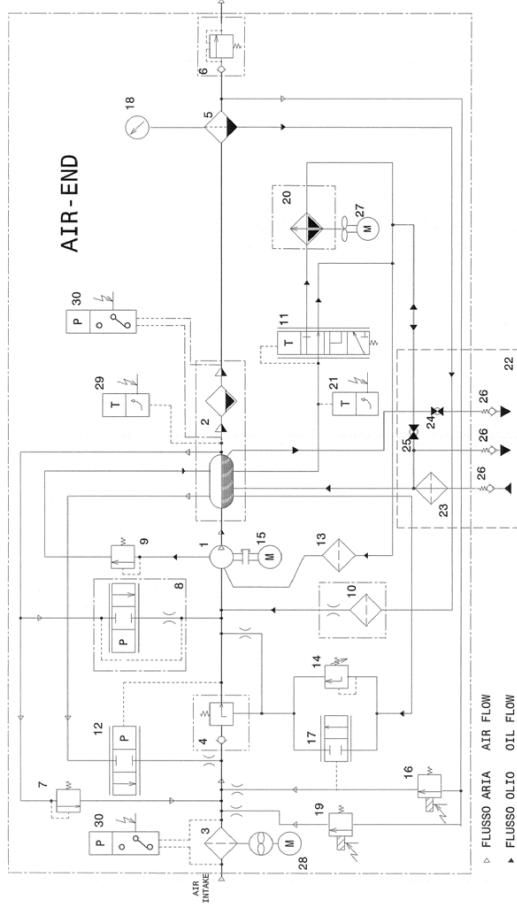 AIR-END
AIR
INTAKE
30
P
3
28
M
7
12
P
4
19
16
17
14
8
P
9
1
15
M
10
13
2
29
T
30
P
21
T
11
T
20
27
M
18
5
6
22
23
24
25
26
26
26
▷ FLUSSO ARIA AIR FLOW
▶ FLUSSO OLIO OIL FLOW